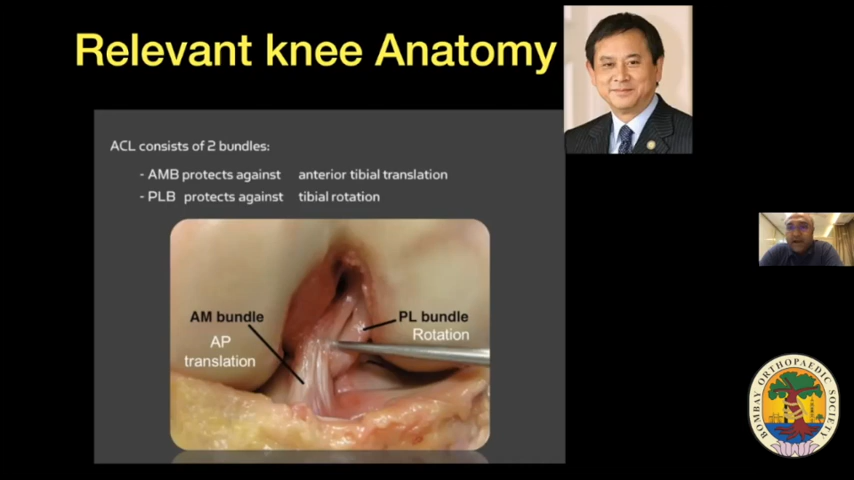 Relevant knee Anatomy
ACL consists of 2 bundles:
- AMB protects against anterior tibial translation
- PLB protects against tibial rotation
AM bundle
AP
translation
PL bundle
Rotation
BOMBAY ORTHOPAEDIC SOCIETY